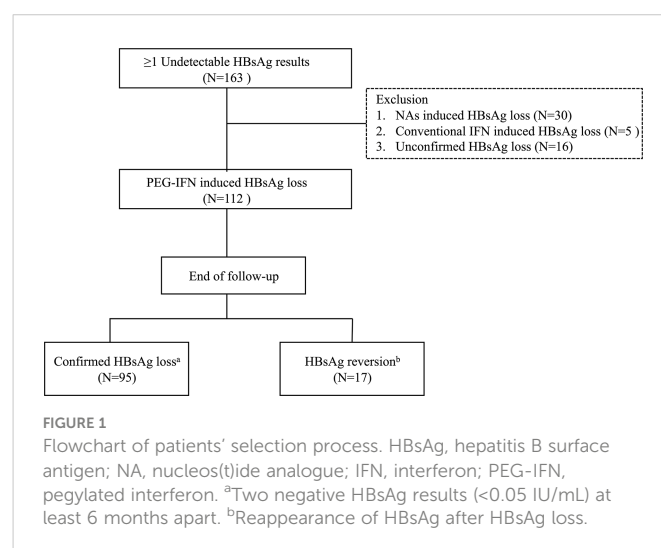 ≥1 Undetectable HBsAg results
(N=163 )
Exclusion
1. NAs induced HBsAg loss (N=30)
2. Conventional IFN induced HBsAg loss (N=5 )
3. Unconfirmed HBsAg loss (N=16)
PEG-IFN induced HBsAg loss
(N=112 )
End of follow-up
Confirmed HBsAg lossᵃ
(N=95)
HBsAg reversionᵇ
(N=17)
FIGURE 1
Flowchart of patients’ selection process. HBsAg, hepatitis B surface
antigen; NA, nucleos(t)ide analogue; IFN, interferon; PEG-IFN,
pegylated interferon. ᵃTwo negative HBsAg results (<0.05 IU/mL) at
least 6 months apart. ᵇReappearance of HBsAg after HBsAg loss.